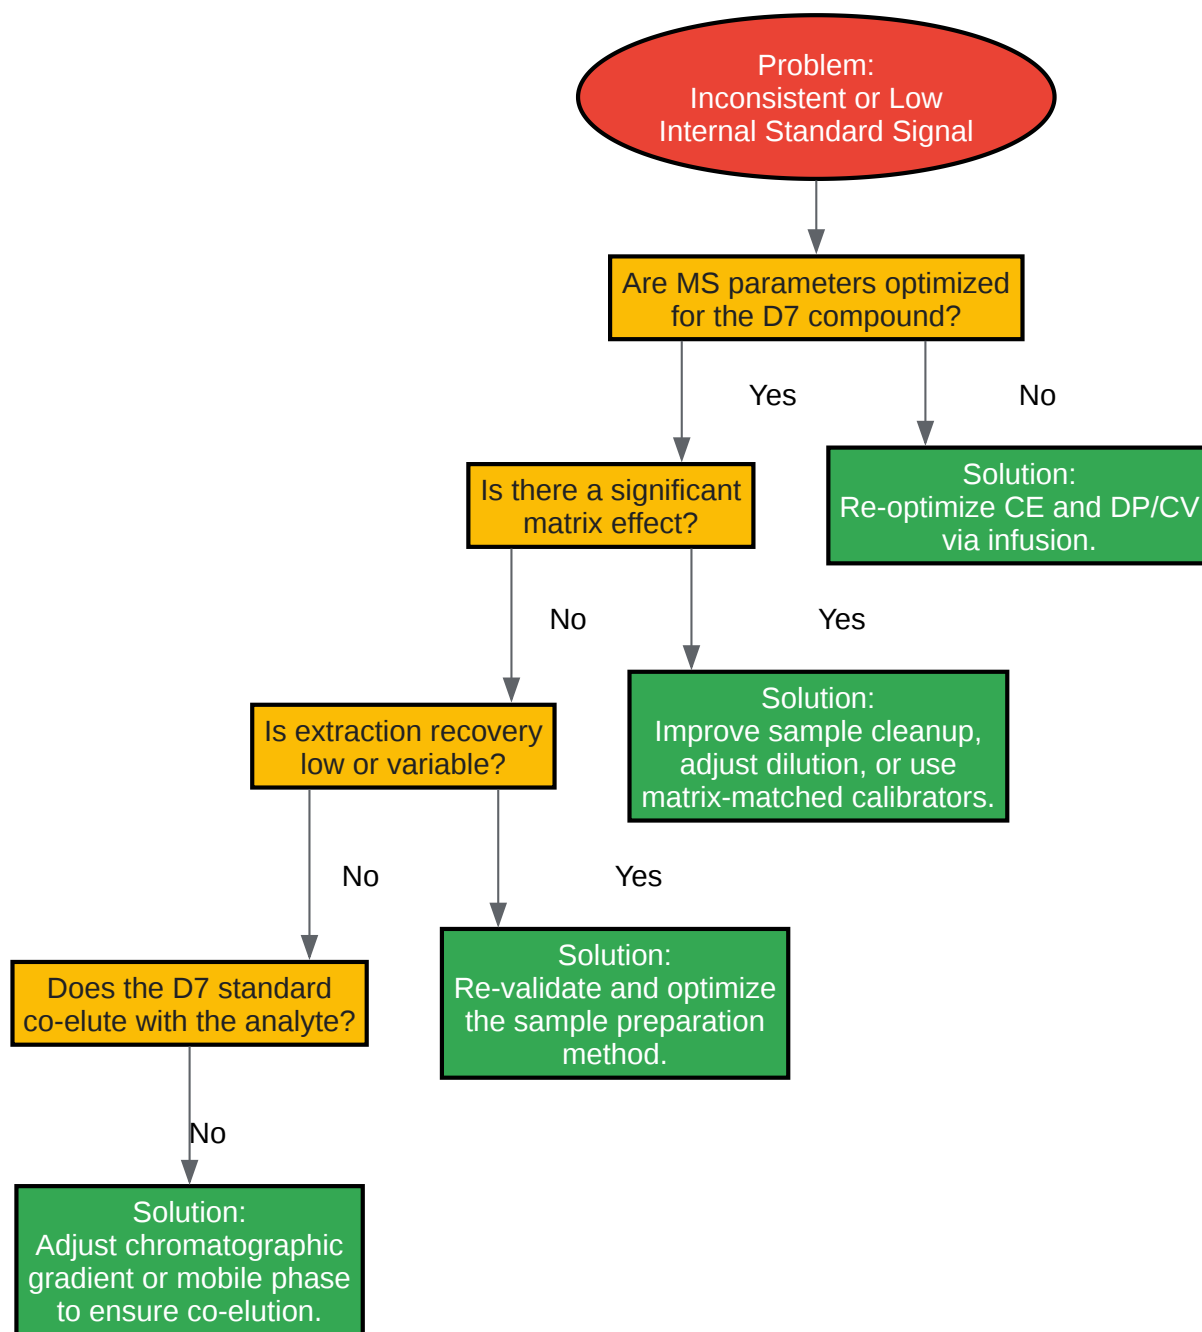 Problem:
Inconsistent or Low
Internal Standard Signal
Are MS parameters optimized
for the D7 compound?
Yes
No
Is there a significant
matrix effect?
Solution:
Re-optimize CE and DP/CV
via infusion.
No
Yes
Is extraction recovery
low or variable?
Solution:
Improve sample cleanup,
adjust dilution, or use
matrix-matched calibrators.
No
Yes
Does the D7 standard
co-elute with the analyte?
Solution:
Re-validate and optimize
the sample preparation
method.
No
Solution:
Adjust chromatographic
gradient or mobile phase
to ensure co-elution.